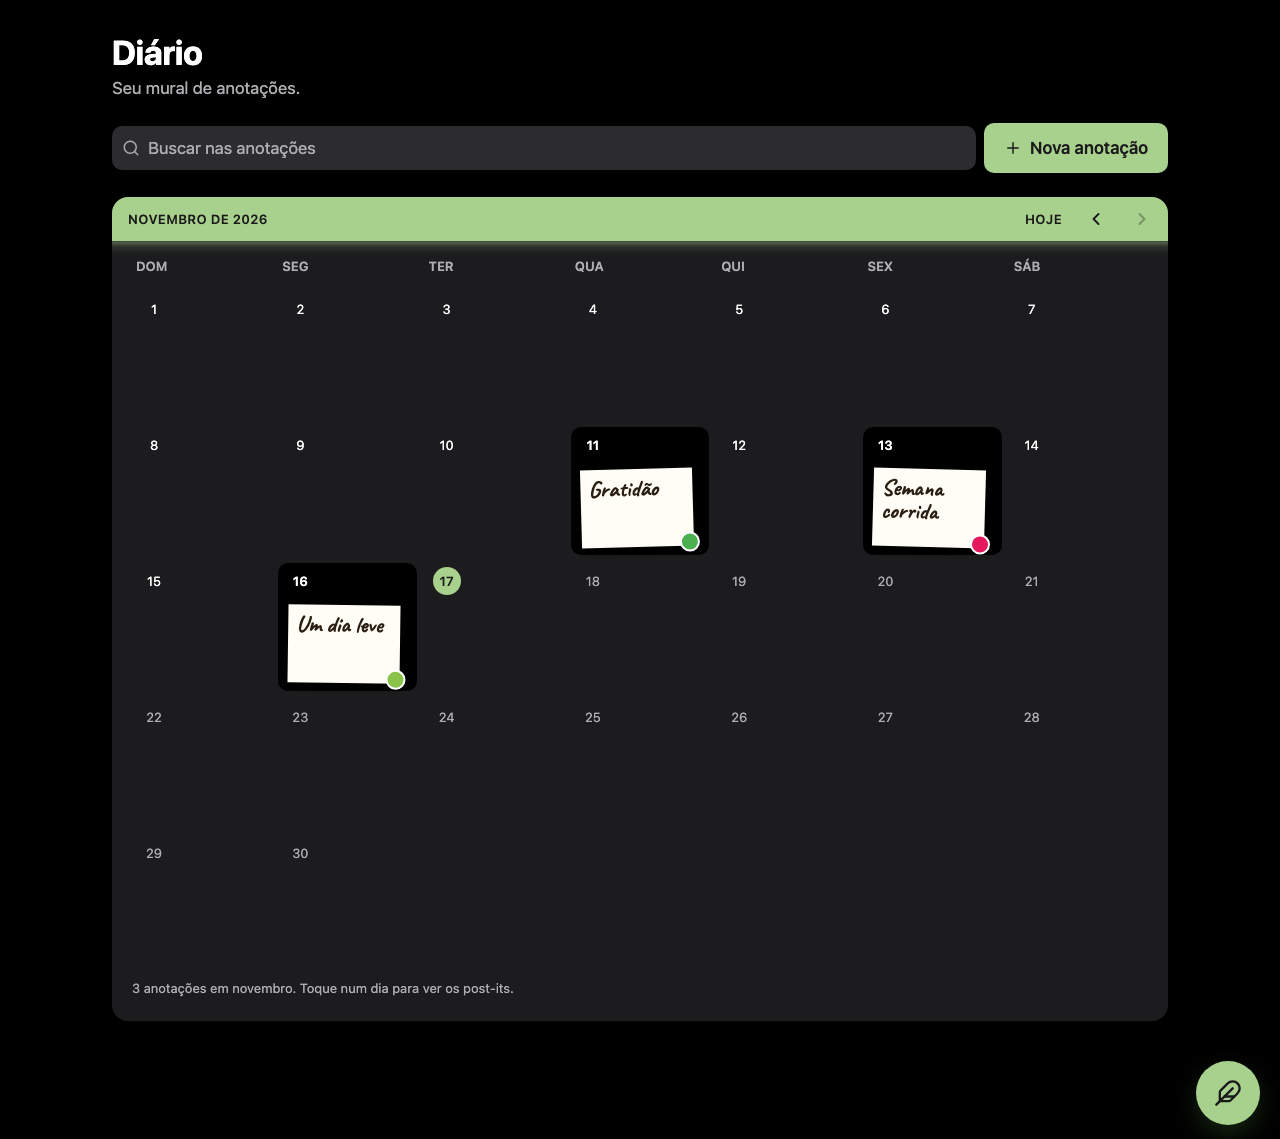 Diário
Seu mural de anotações.
Buscar nas anotações
Nova anotação
NOVEMBRO DE 2026
HOJE
DOM SEG TER QUA QUI SEX SÁB
1 2 3 4 5 6 7
8 9 10 11 12 13 14
Gratidão
Semana
corrida
15 16 17 18 19 20 21
Um dia leve
22 23 24 25 26 27 28
29 30
3 anotações em novembro. Toque num dia para ver os post-its.